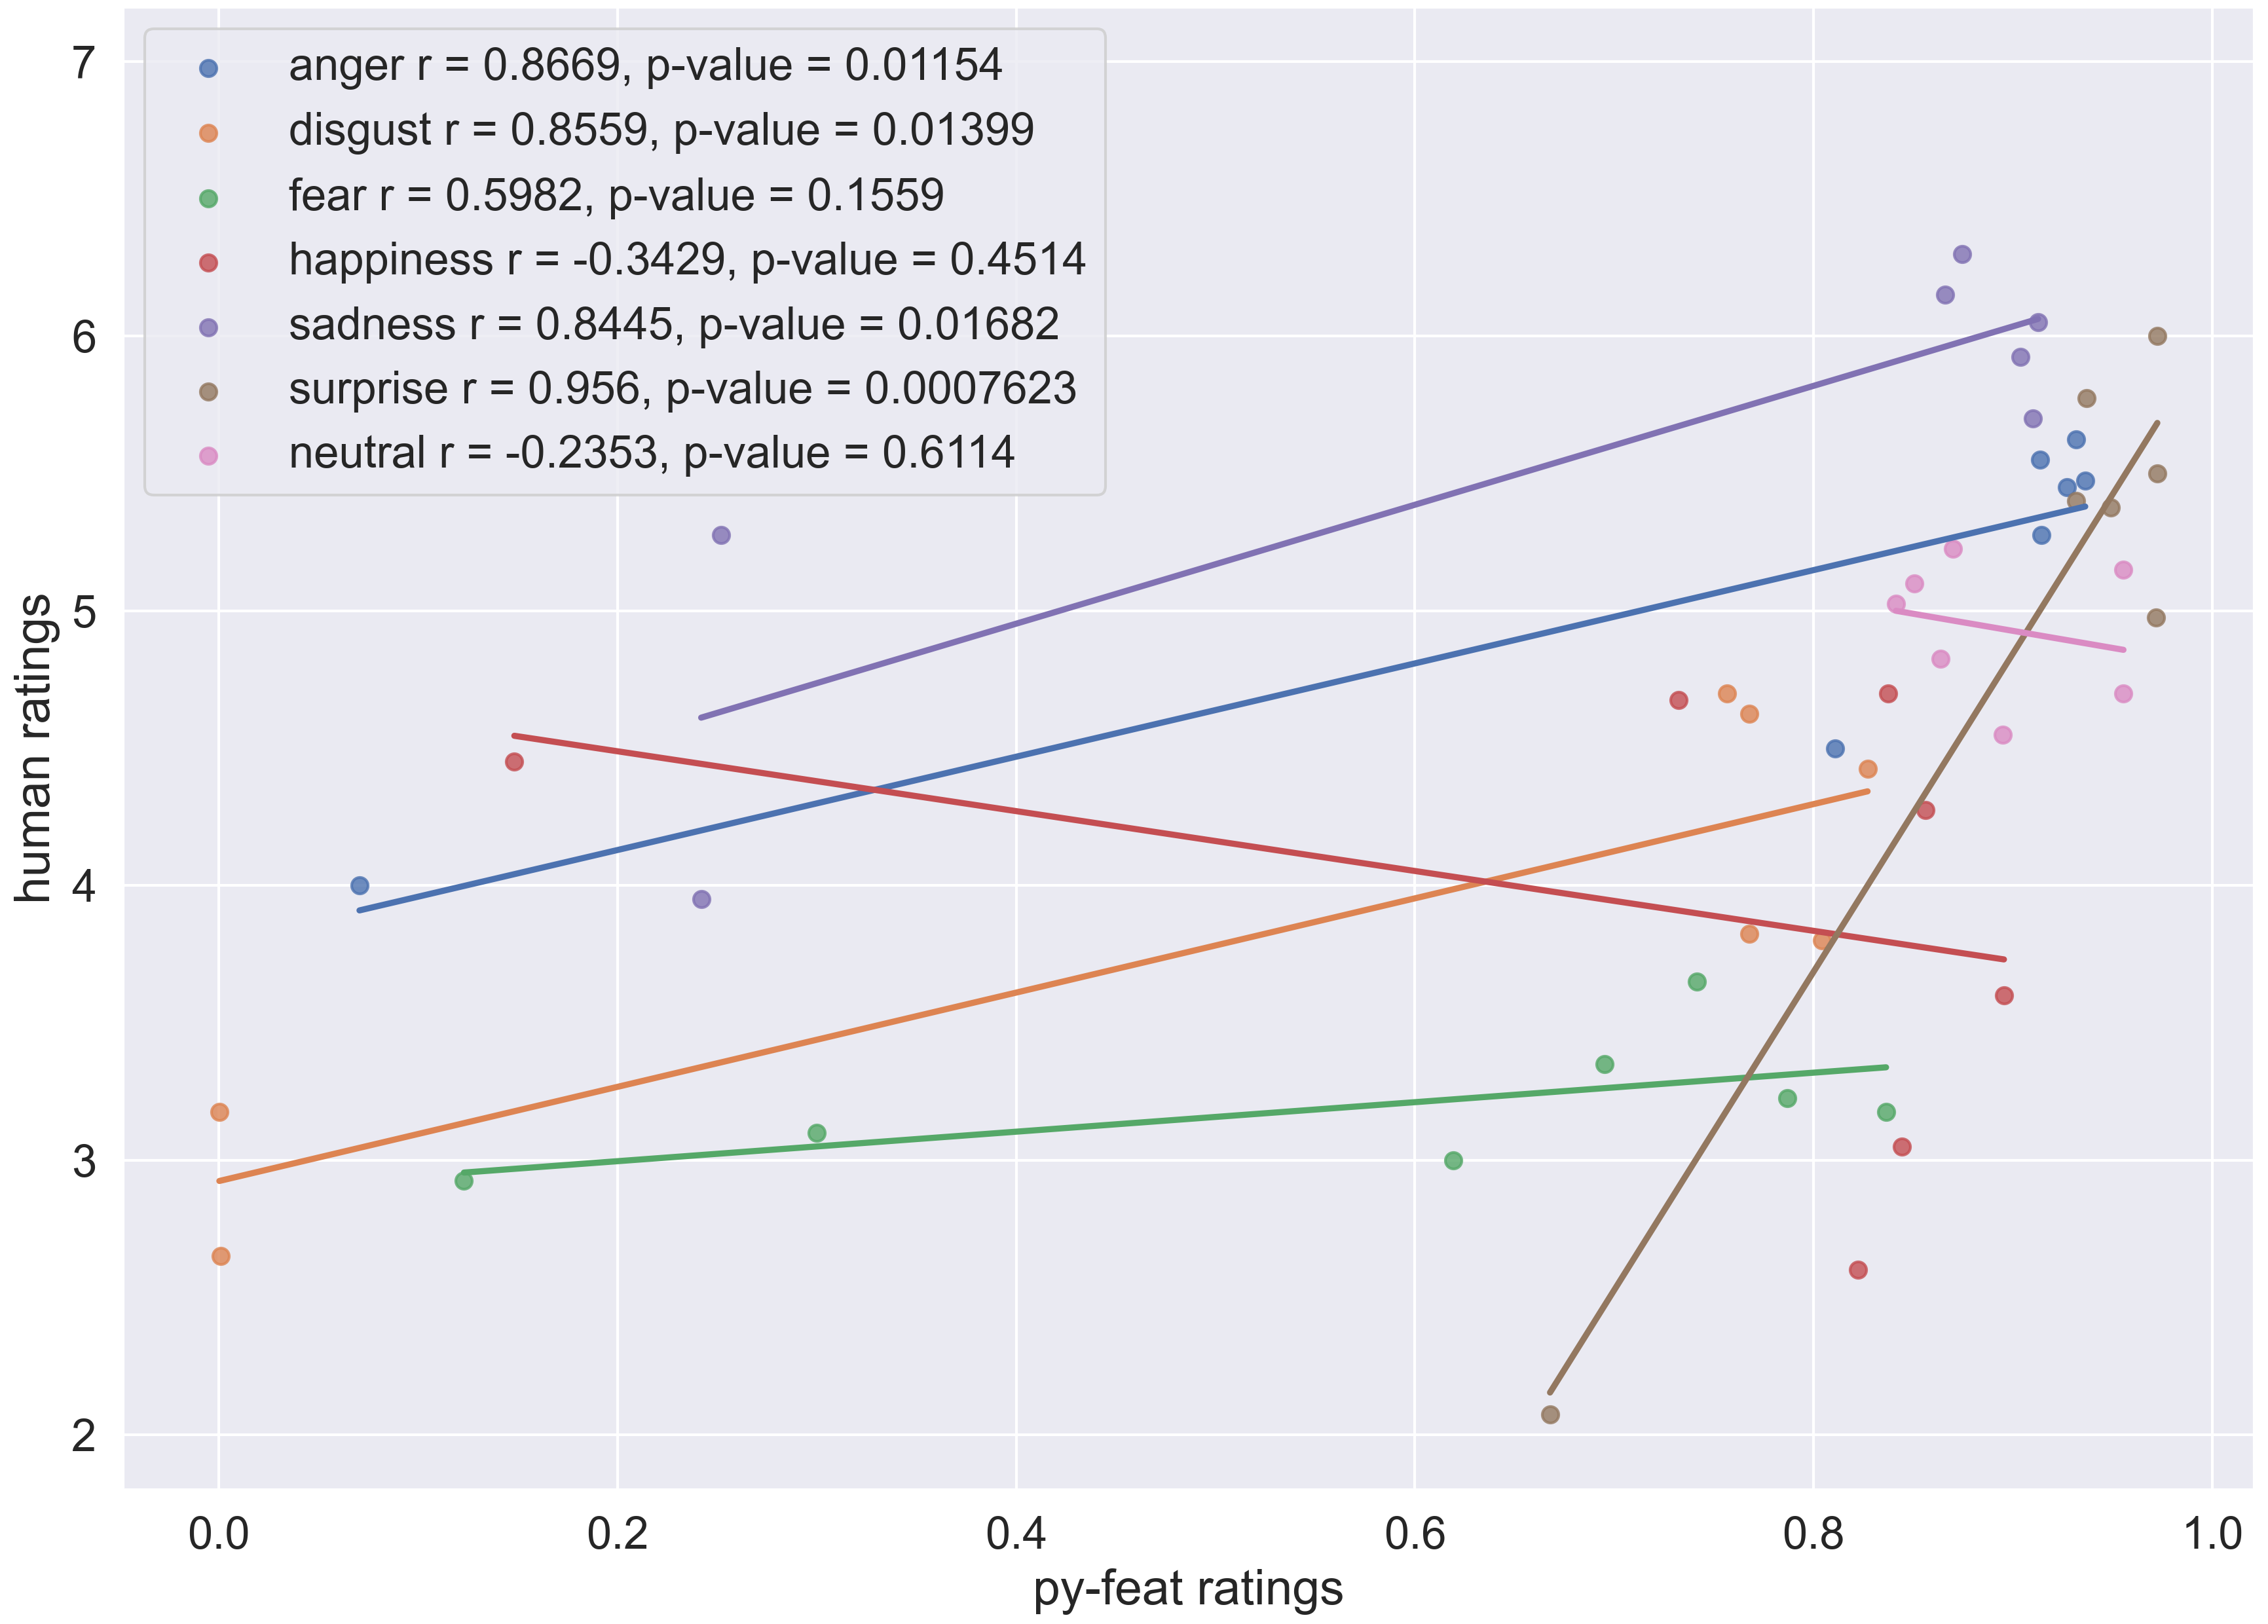 7
6
5
4
3
2
human ratings
anger r = 0.8669, p-value = 0.01154
disgust r = 0.8559, p-value = 0.01399
fear r = 0.5982, p-value = 0.1559
happiness r = -0.3429, p-value = 0.4514
sadness r = 0.8445, p-value = 0.01682
surprise r = 0.956, p-value = 0.0007623
neutral r = -0.2353, p-value = 0.6114
0.0 0.2 0.4 0.6 0.8 1.0
py-feat ratings